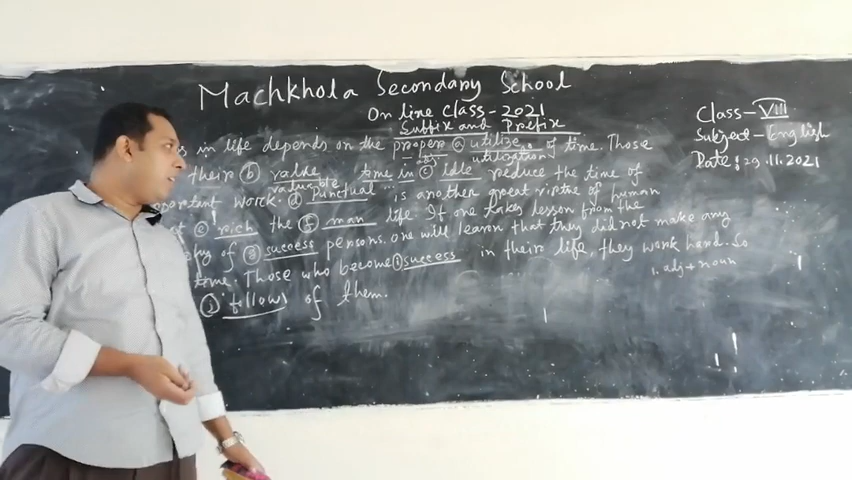 Machkhola Secondary School
On line class - 2021
Suffix and Prefix
Class - VIII
Subject - English
Date: 29.11.2021
in life depends on the proper ⓐ utilize of time. Those
utilization
their ⓑ value time in ⓒ idle reduce the time of
valuable
work. ⓓ Punctual ... is another great virtue of human
ⓔ rich the ⓕ man life. If one takes lesson from the
of ⓖ success persons. one will learn that they did not make any
time. Those who become ⓘ success in their life, they work hard. So
1. adj + noun
ⓙ follow of them.